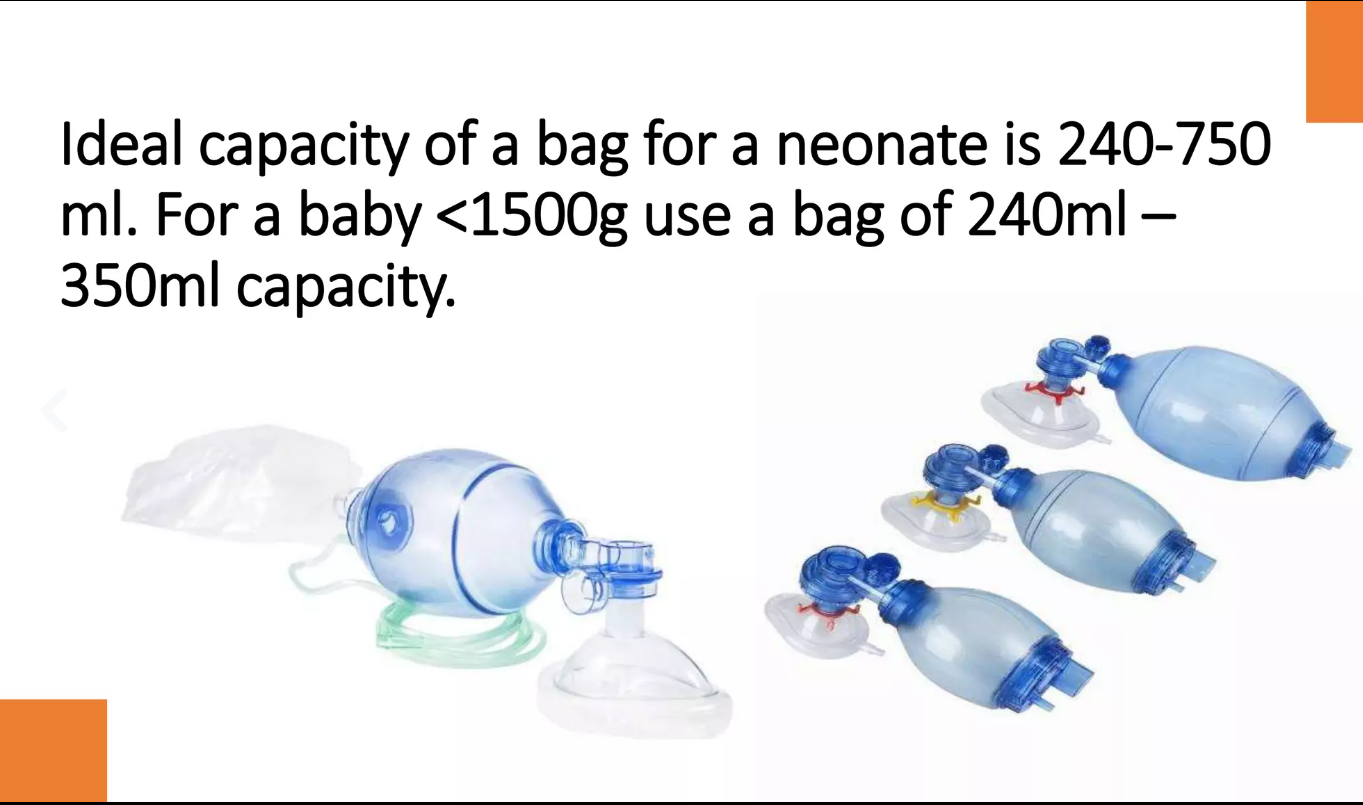 Ideal capacity of a bag for a neonate is 240-750
ml. For a baby <1500g use a bag of 240ml –
350ml capacity.